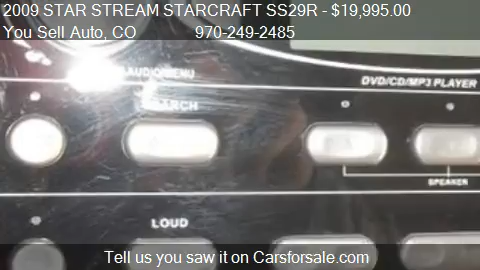 2009 STAR STREAM STARCRAFT SS29R - $19,995.00
You Sell Auto, CO 970-249-2485
AUDIO/MENU
DVD/CD/MP3 PLAYER
SEARCH
SPEAKER
LOUD
Tell us you saw it on Carsforsale.com